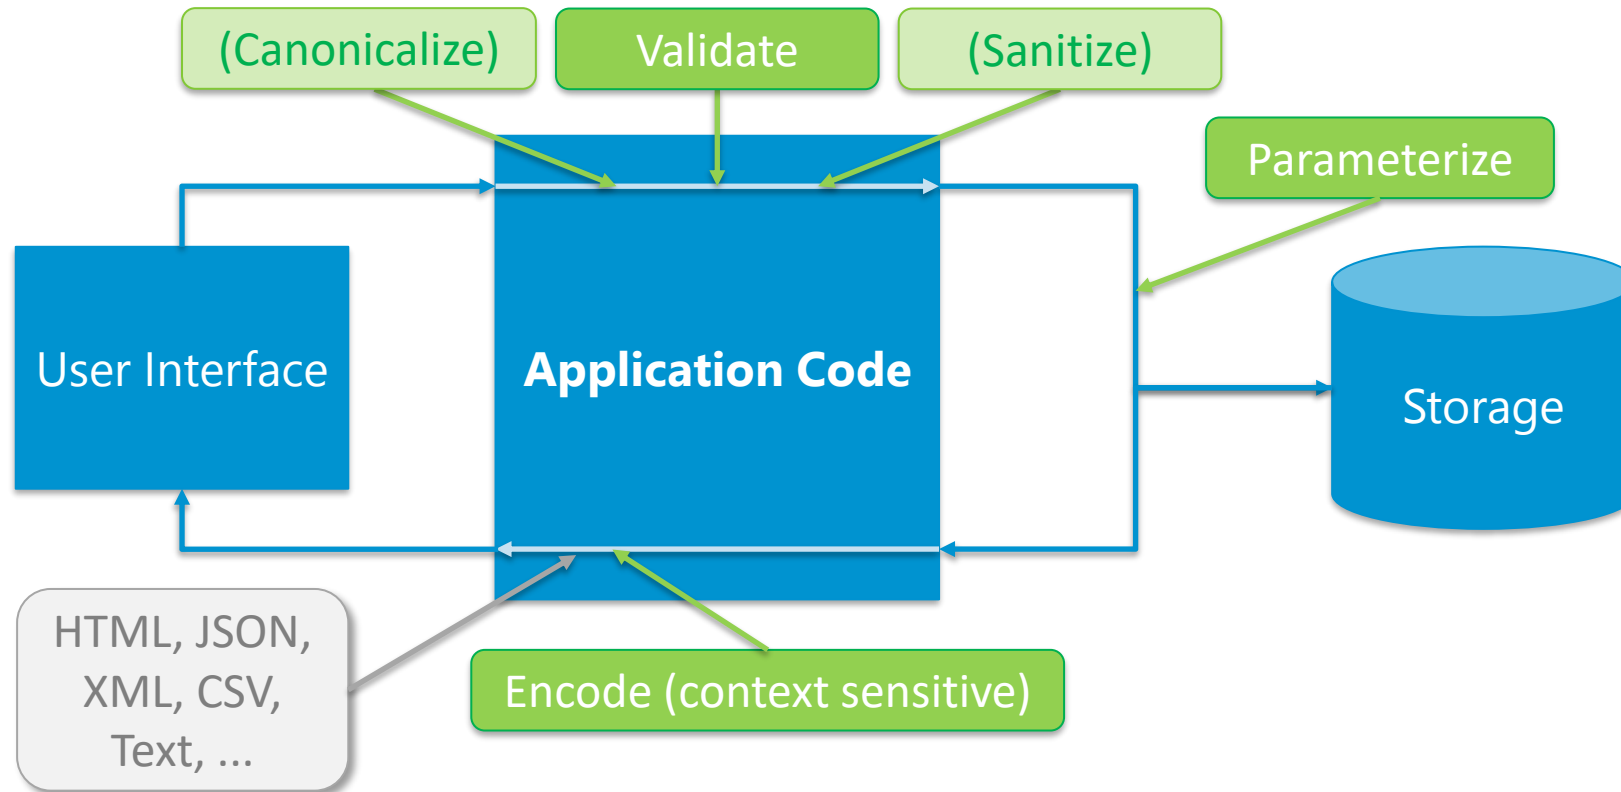 (Canonicalize)
Validate
(Sanitize)
Parameterize
User Interface
Application Code
Storage
HTML, JSON,
XML, CSV,
Text, ...
Encode (context sensitive)